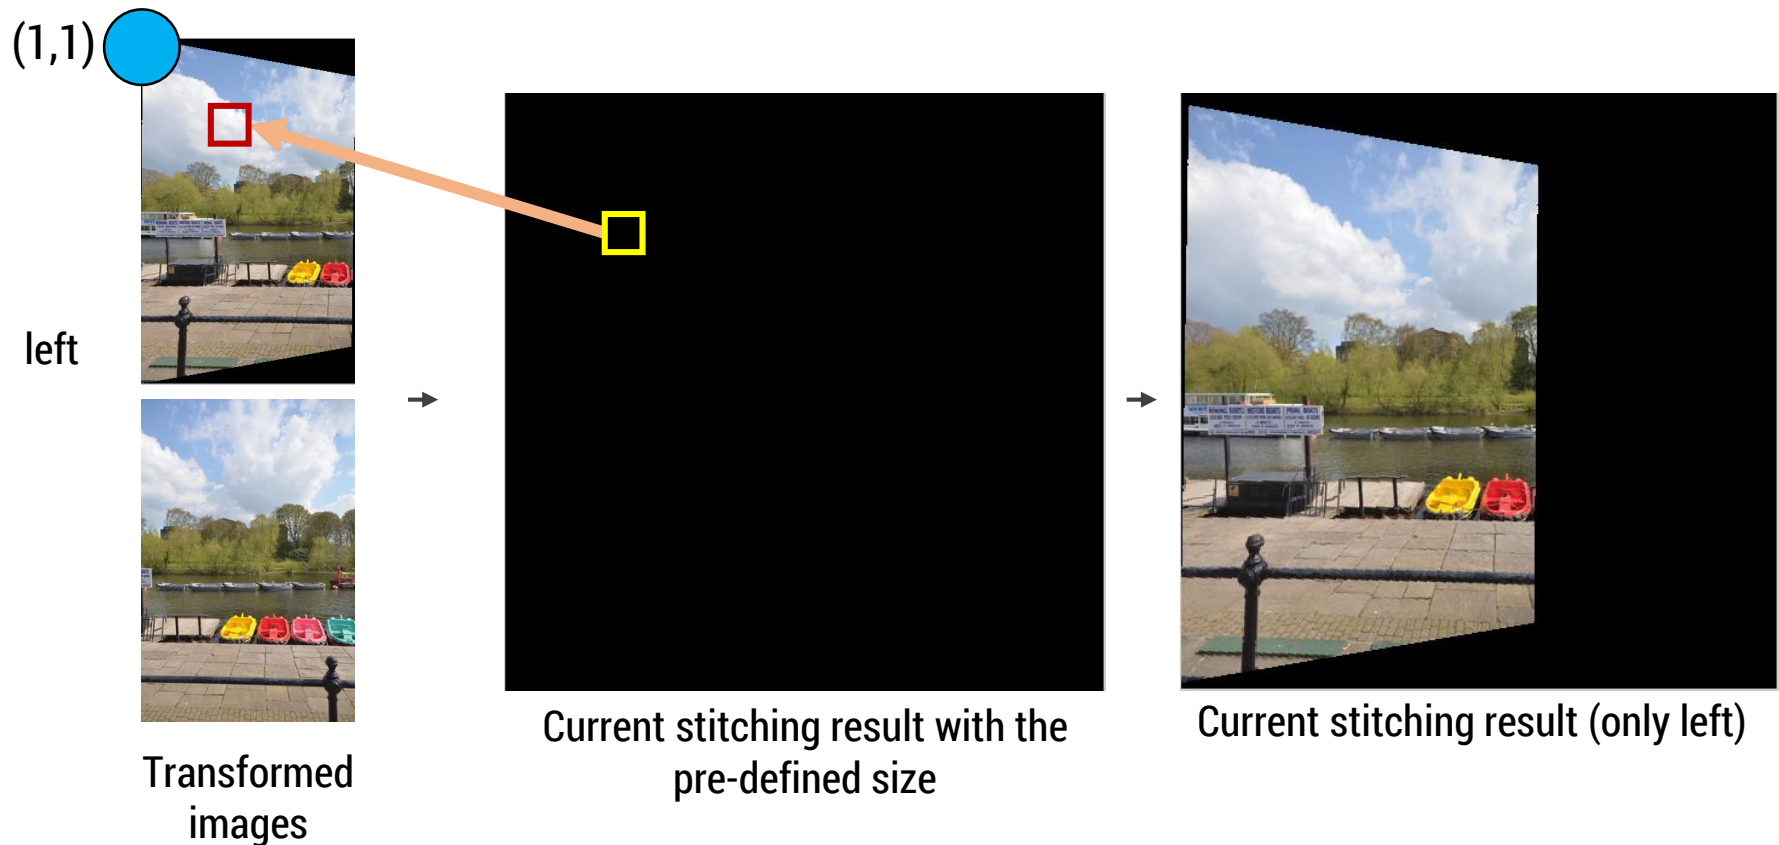 (1,1)
left
Transformed
images
Current stitching result with the
pre-defined size
Current stitching result (only left)